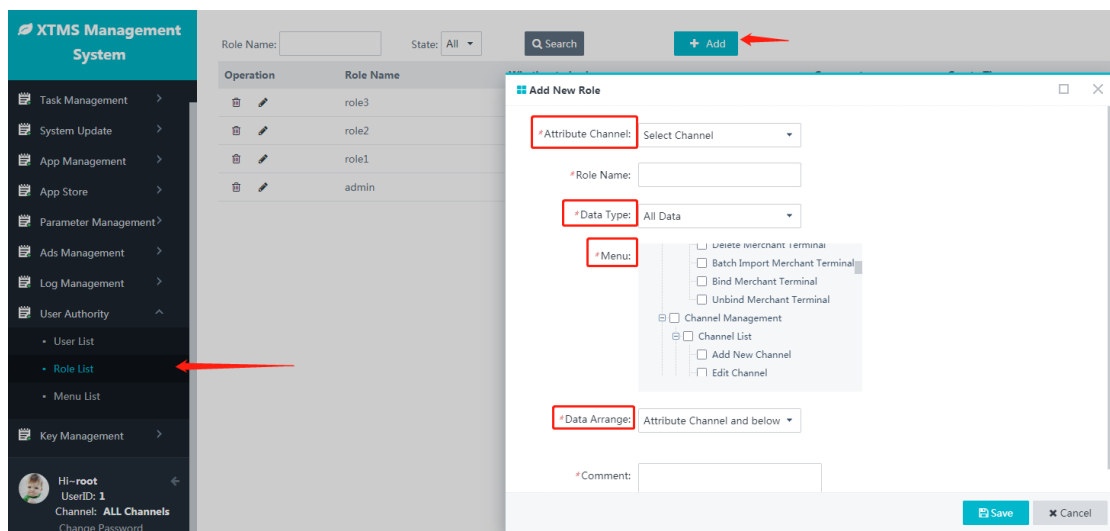 XTMS Management
System
Task Management
System Update
App Management
App Store
Parameter Management
Ads Management
Log Management
User Authority
User List
Role List
Menu List
Key Management
Hi~root
UserID: 1
Channel: ALL Channels
Change Password
Role Name:
State: All
Search
+ Add
Operation
Role Name
role3
role2
role1
admin
Add New Role
*Attribute Channel: Select Channel
*Role Name:
*Data Type: All Data
*Menu:
Delete Merchant Terminal
Batch Import Merchant Terminal
Bind Merchant Terminal
Unbind Merchant Terminal
Channel Management
Channel List
Add New Channel
Edit Channel
*Data Arrange: Attribute Channel and below
*Comment:
Save
Cancel